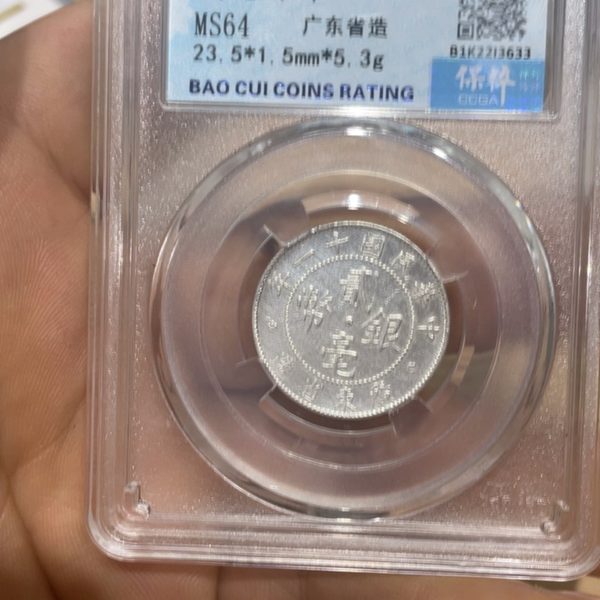 MS64 广东省造
23.5*1.5mm*5.3g
B1K22I3633
保粹
BAO CUI COINS RATING
中華民國十一年
貳毫
銀幣
廣東省造